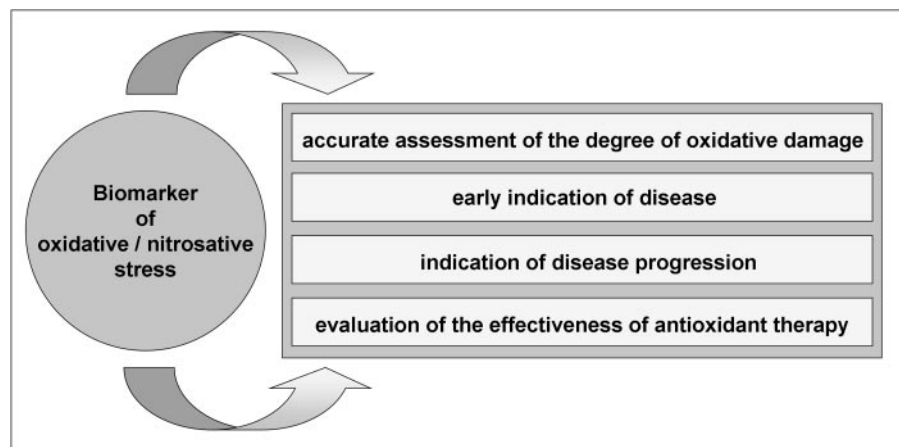 Biomarker
of
oxidative / nitrosative
stress
accurate assessment of the degree of oxidative damage
early indication of disease
indication of disease progression
evaluation of the effectiveness of antioxidant therapy